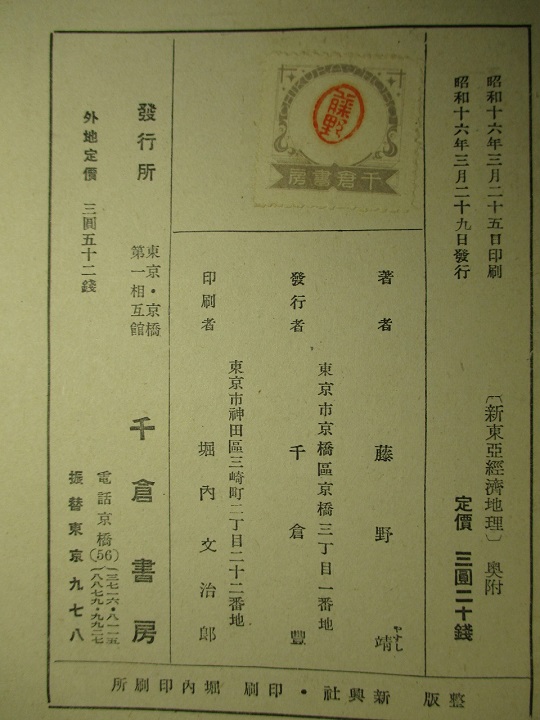 昭和十六年三月二十五日印刷
昭和十六年三月二十九日發行
〔新東亞經濟地理〕 奧附
定價 三圓二十錢
藤野
千倉書房
著者 藤野靖
やすし
東京市京橋區京橋三丁目一番地
發行者 千倉豐
東京市神田區三崎町二丁目二十二番地
印刷者 堀内文治郎
發行所 東京・京橋 第一相互館 千倉書房
電話京橋(56)
振替東京九七八
外地定價 三圓五十二錢
整版 新興社・印刷 堀内印刷所